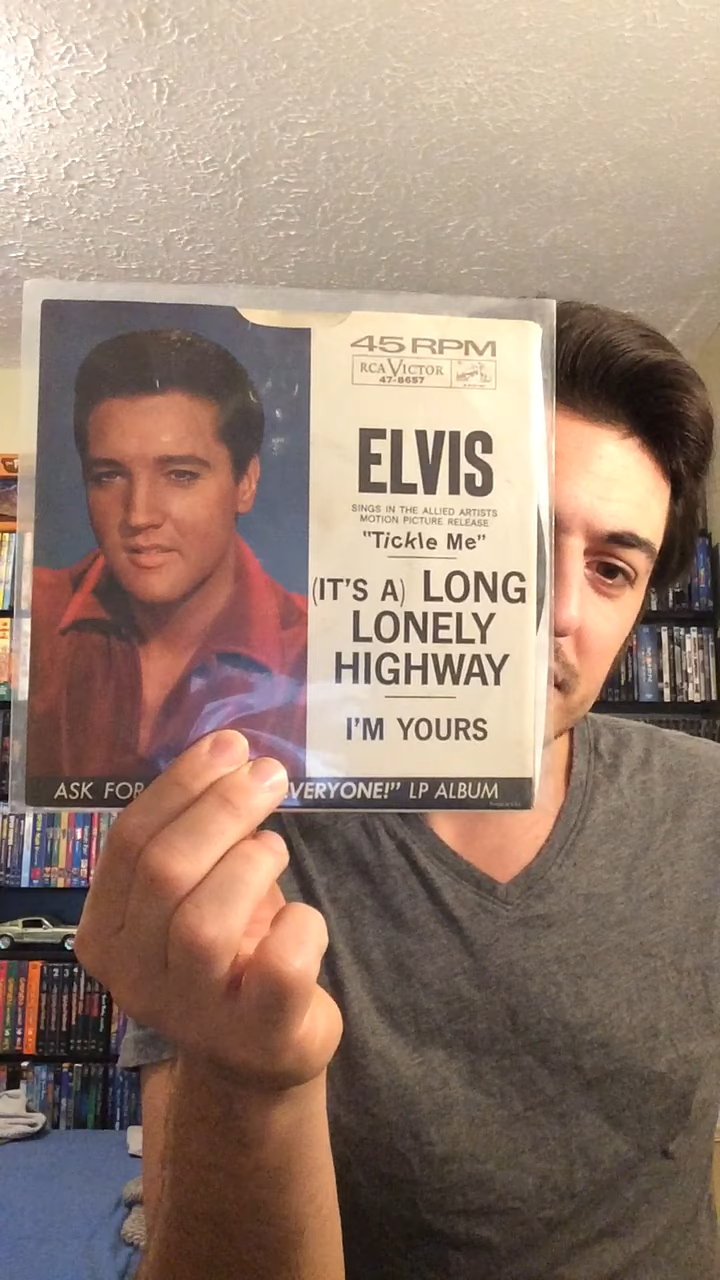 45 RPM
RCA VICTOR
47-8657
ELVIS
SINGS IN THE ALLIED ARTISTS
MOTION PICTURE RELEASE
"Tickle Me"
(IT'S A) LONG
LONELY
HIGHWAY
I'M YOURS
ASK FOR VERYONE!" LP ALBUM